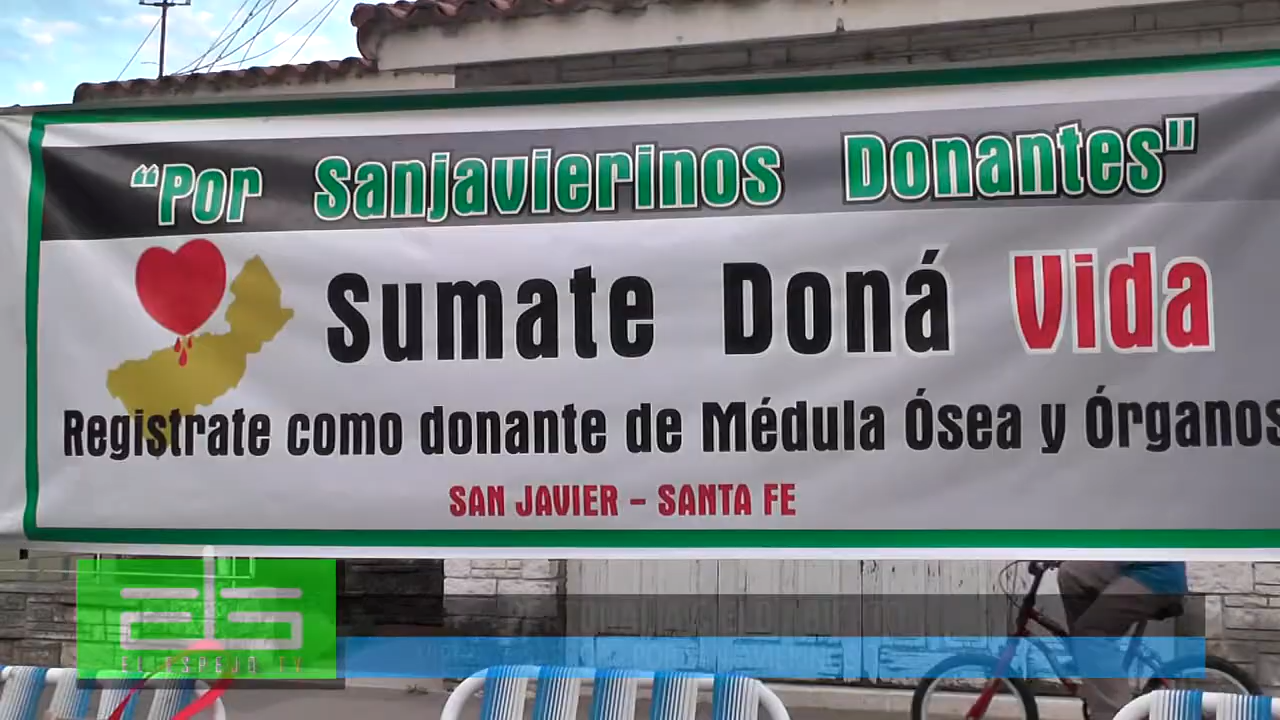 “Por Sanjavierinos Donantes"
Sumate Doná Vida
Registrate como donante de Médula Ósea y Órganos
SAN JAVIER - SANTA FE
EL ESPEJO TV